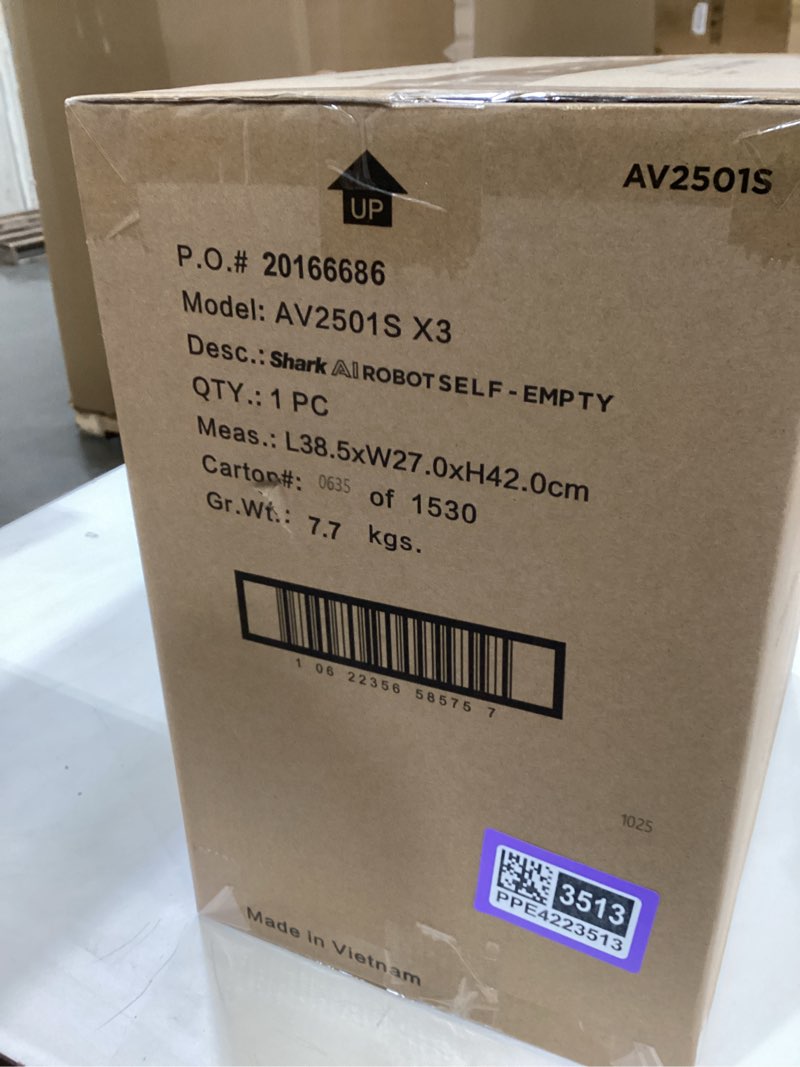 UP
AV2501S
P.O.# 20166686
Model: AV2501S X3
Desc.: Shark AI ROBOT SELF-EMPTY
QTY.: 1 PC
Meas.: L38.5xW27.0xH42.0cm
Carton#: 0635 of 1530
Gr.Wt.: 7.7 kgs.
1 06 22356 58575 7
1025
3513
PPE4223513
Made in Vietnam